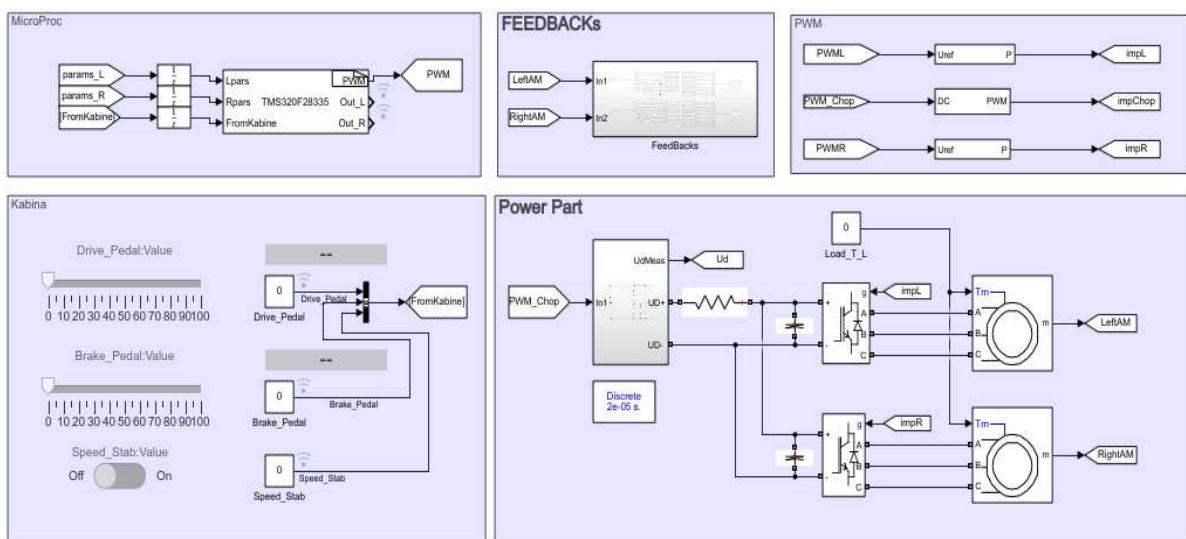 MicroProc
params_L
params_R
[FromKabine]
Lpars
Rpars
FromKabine
TMS320F28335
PWM
Out_L
Out_R
PWM
FEEDBACKs
LeftAM
RightAM
In1
In2
FeedBacks
PWM
PWML
Uref
P
impL
PWM_Chop
DC
PWM
impChop
PWMR
Uref
P
impR
Kabina
Drive_Pedal:Value
0 10 20 30 40 50 60 70 80 90100
Brake_Pedal:Value
0 10 20 30 40 50 60 70 80 90100
Speed_Stab:Value
Off
On
--
0
Drive_Pedal
Drive_Pedal
[FromKabine]
--
0
Brake_Pedal
Brake_Pedal
0
Speed_Stab
Speed_Stab
Power Part
PWM_Chop
In1
UdMeas
UD+
UD-
Ud
Discrete
2e-05 s.
0
Load_T_L
+
-
g
A
B
C
impL
Tm
A
B
C
m
LeftAM
+
-
g
A
B
C
impR
Tm
A
B
C
m
RightAM